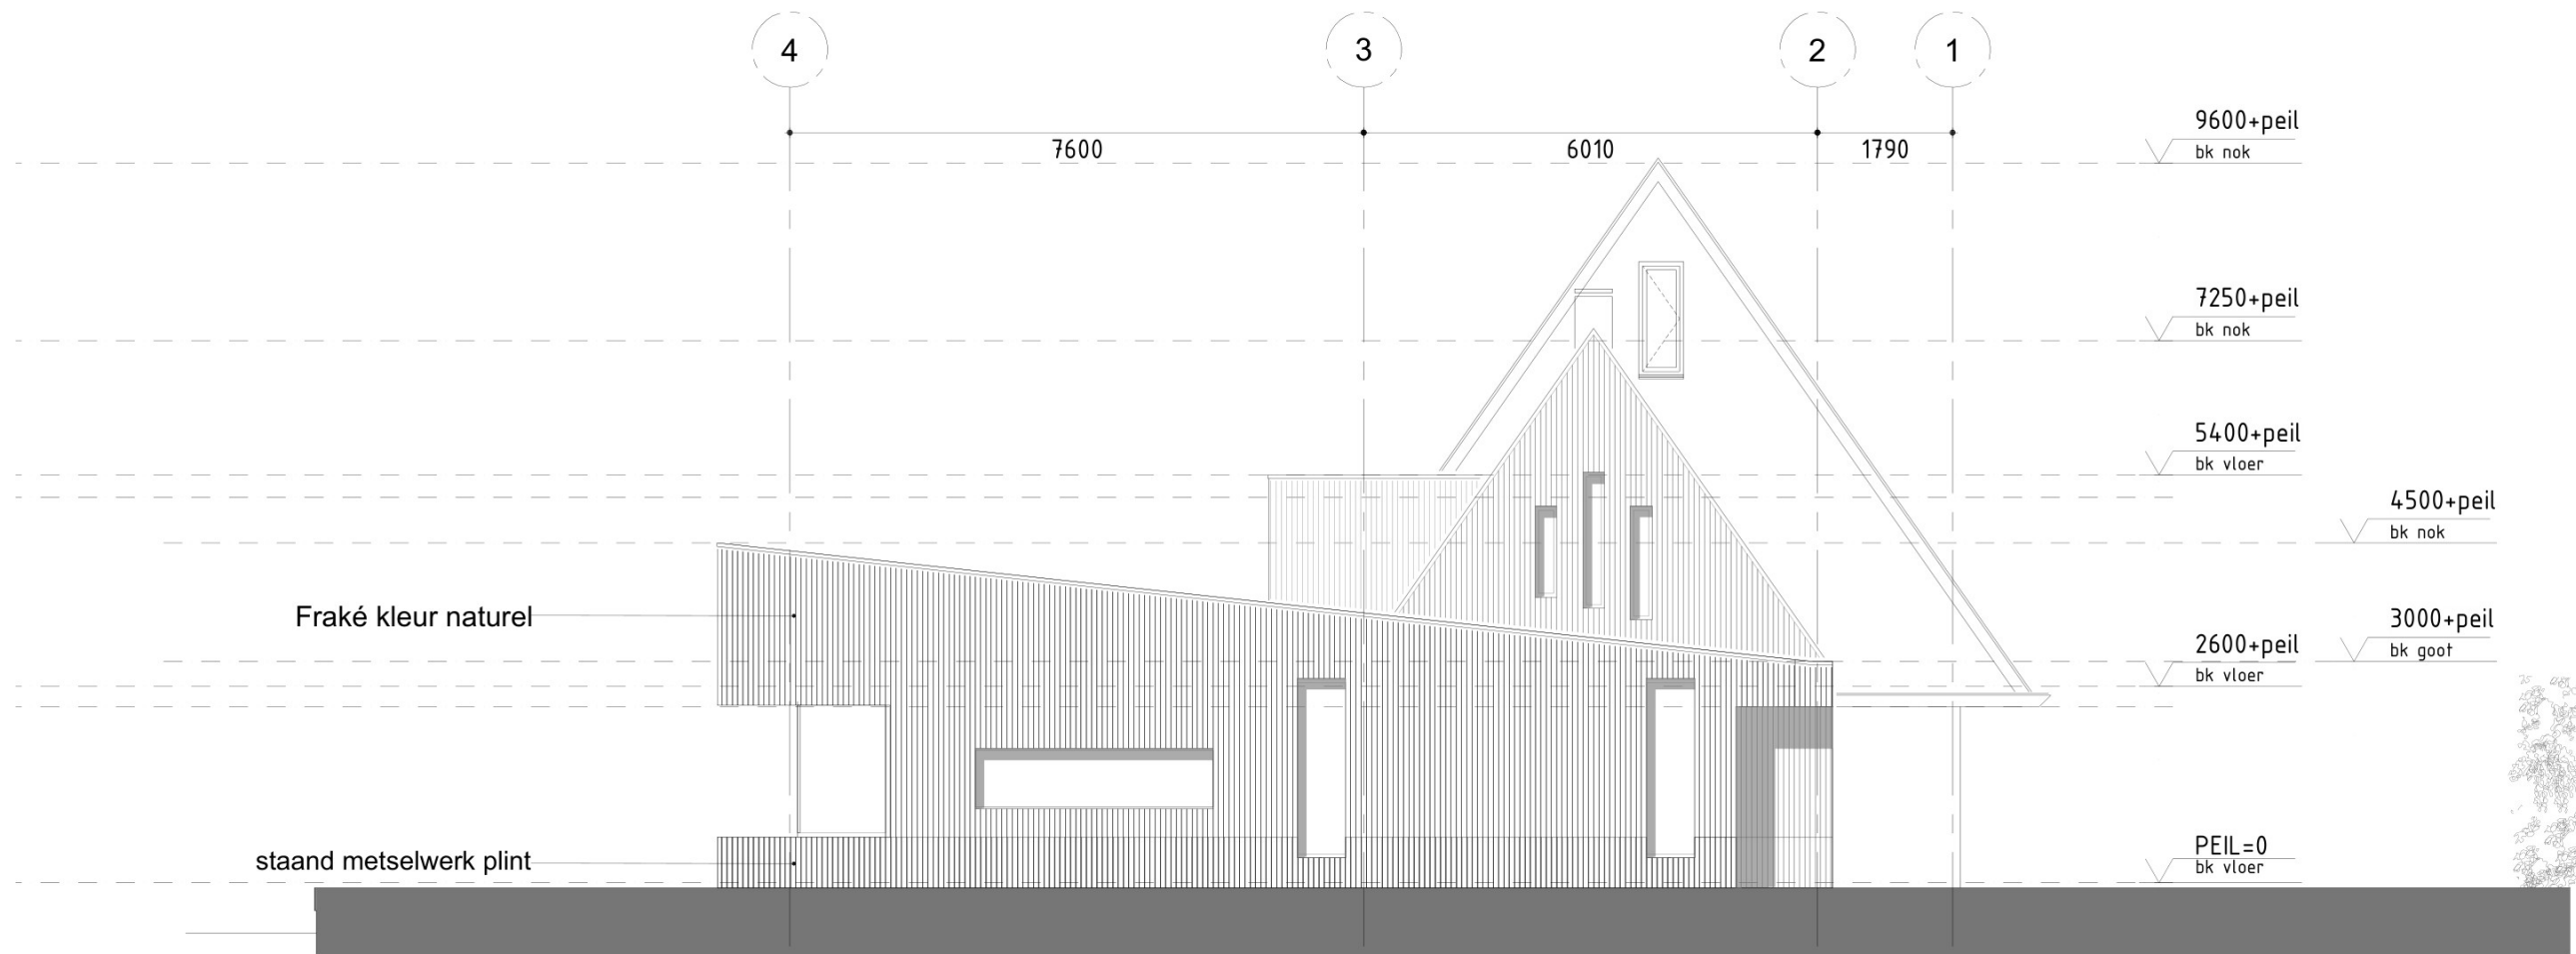 4
3
2
1
7600
6010
1790
9600+peil
bk nok
7250+peil
bk nok
5400+peil
bk vloer
4500+peil
bk nok
Fraké kleur naturel
3000+peil
bk goot
2600+peil
bk vloer
staand metselwerk plint
PEIL=0
bk vloer